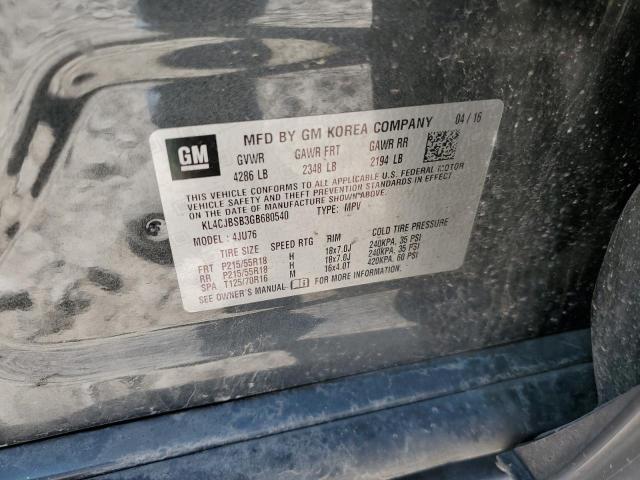 GM
MFD BY GM KOREA COMPANY 04 / 16
GVWR GAWR FRT GAWR RR
4286 LB 2348 LB 2194 LB
THIS VEHICLE CONFORMS TO ALL APPLICABLE U.S. FEDERAL MOTOR
VEHICLE SAFETY AND THEFT PREVENTION STANDARDS IN EFFECT
ON THE DATE OF MANUFACTURE SHOWN ABOVE.
KL4CJBSB3GB680540 TYPE: MPV
MODEL: 4JU76
TIRE SIZE SPEED RTG RIM COLD TIRE PRESSURE
FRT P215/55R18 H 18x7.0J 240KPA, 35 PSI
RR P215/55R18 H 18x7.0J 240KPA, 35 PSI
SPA T125/70R16 M 16x4.0T 420KPA, 60 PSI
SEE OWNER'S MANUAL FOR MORE INFORMATION.